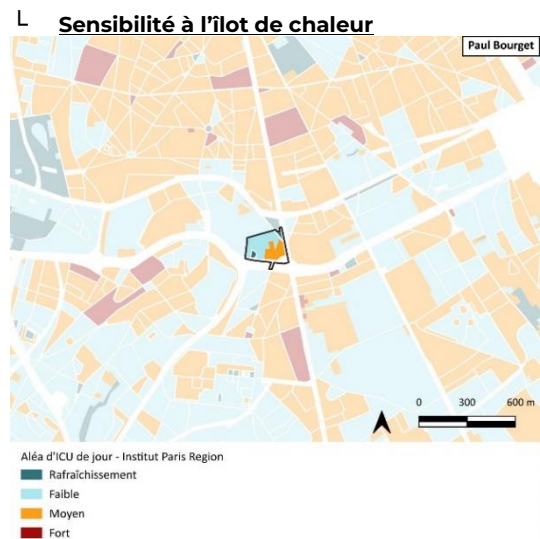 L
Sensibilité à l'îlot de chaleur
Paul Bourget
0 300 600 m
Aléa d'ICU de jour - Institut Paris Region
Rafraîchissement
Faible
Moyen
Fort